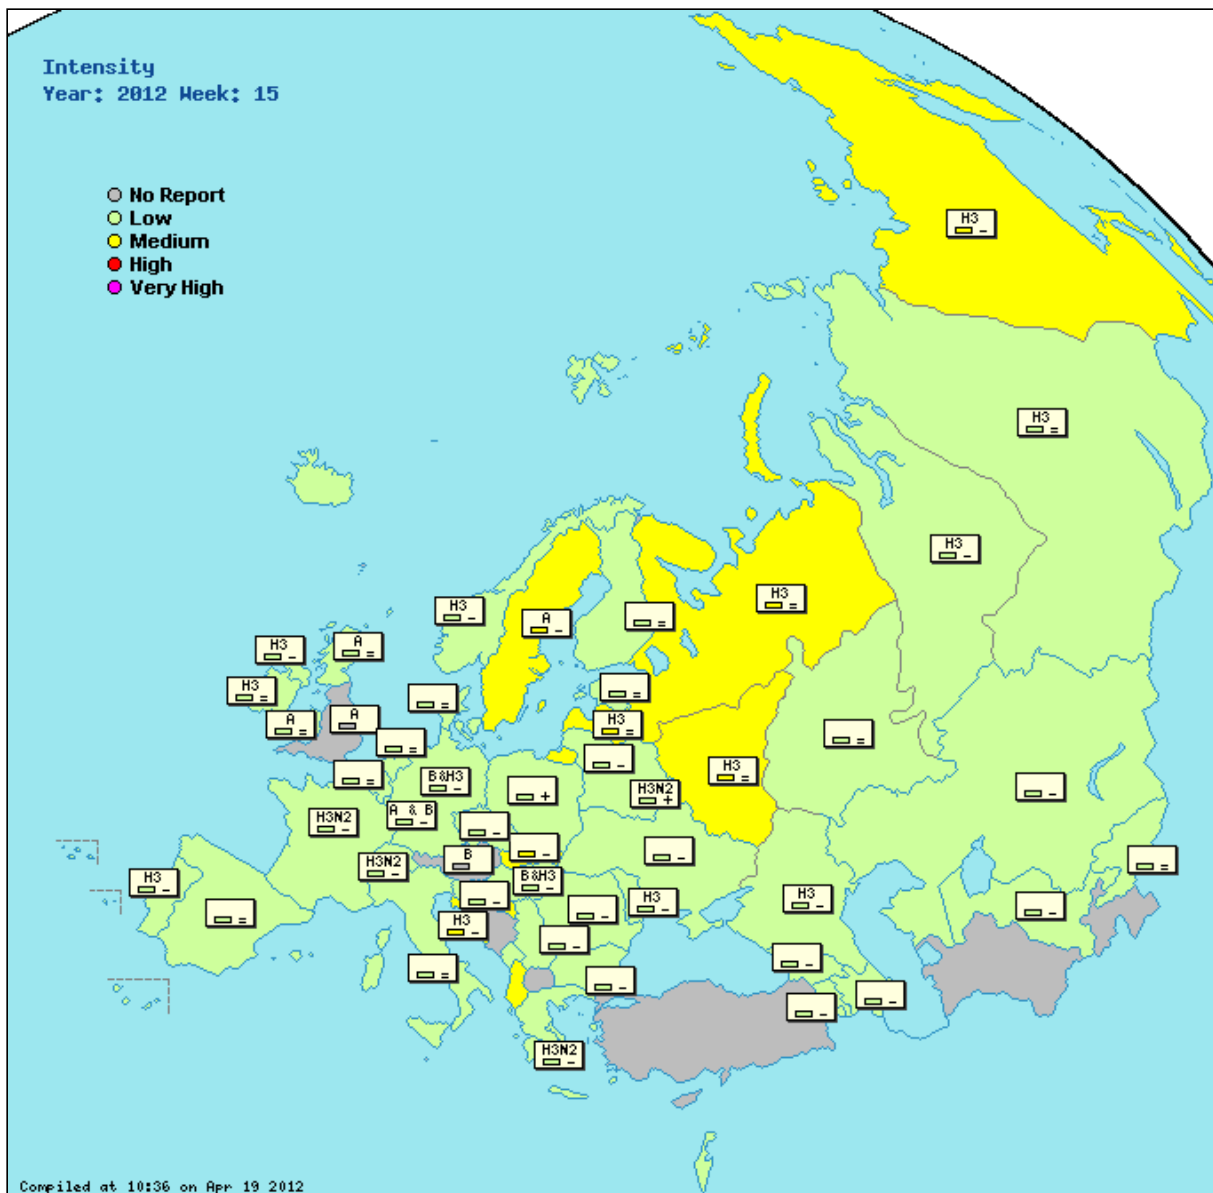 Intensity
Year: 2012 Week: 15
No Report
Low
Medium
High
Very High
H3
-
H3
=
H3
-
H3
=
H3
-
A
-
=
H3
-
A
=
H3
=
=
=
A
=
A
H3
=
=
=
-
H3
=
=
B&H3
-
+
H3N2
+
-
A & B
-
H3N2
-
-
-
-
B
H3N2
-
=
B&H3
-
H3
-
-
H3
-
H3
-
-
=
-
H3
-
-
-
=
-
-
-
-
H3N2
-
Compiled at 10:36 on Apr 19 2012